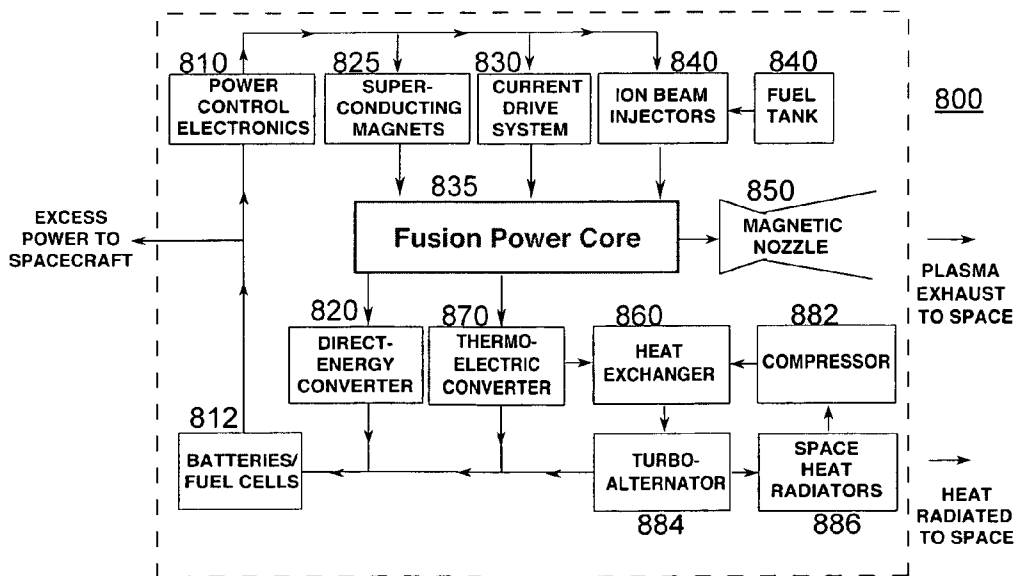 810
825
830
840
840
POWER
CONTROL
ELECTRONICS
SUPER-
CONDUCTING
MAGNETS
CURRENT
DRIVE
SYSTEM
ION BEAM
INJECTORS
FUEL
TANK
800
835
850
EXCESS
POWER TO
SPACECRAFT
Fusion Power Core
MAGNETIC
NOZZLE
PLASMA
EXHAUST
TO SPACE
820
870
860
882
DIRECT-
ENERGY
CONVERTER
THERMO-
ELECTRIC
CONVERTER
HEAT
EXCHANGER
COMPRESSOR
812
BATTERIES/
FUEL CELLS
TURBO-
ALTERNATOR
SPACE
HEAT
RADIATORS
884
886
HEAT
RADIATED
TO SPACE